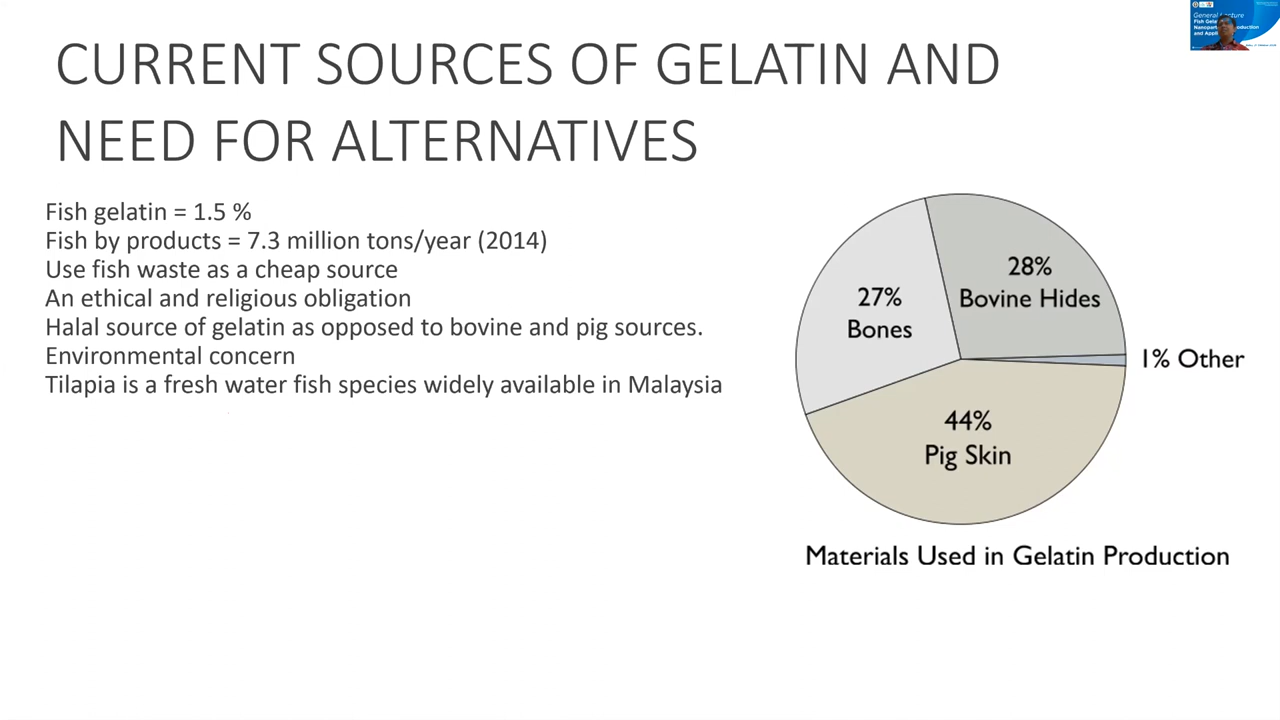 CURRENT SOURCES OF GELATIN AND
NEED FOR ALTERNATIVES
Fish gelatin = 1.5 %
Fish by products = 7.3 million tons/year (2014)
Use fish waste as a cheap source
An ethical and religious obligation
Halal source of gelatin as opposed to bovine and pig sources.
Environmental concern
Tilapia is a fresh water fish species widely available in Malaysia
28%
Bovine Hides
27%
Bones
1% Other
44%
Pig Skin
Materials Used in Gelatin Production
General Lecture